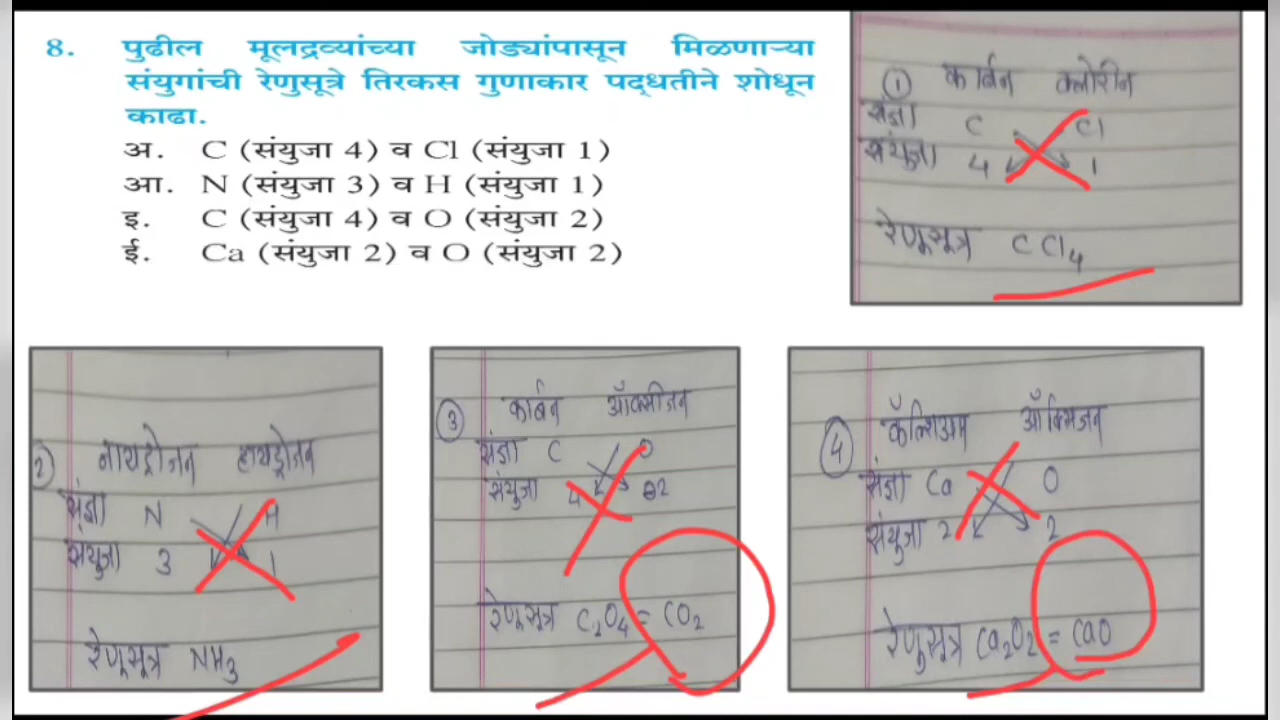 8. पुढील मूलद्रव्यांच्या जोड्यांपासून मिळणाऱ्या
संयुगांची रेणुसूत्रे तिरकस गुणाकार पद्धतीने शोधून
काढा.
अ. C (संयुजा 4) व Cl (संयुजा 1)
आ. N (संयुजा 3) व H (संयुजा 1)
इ. C (संयुजा 4) व O (संयुजा 2)
ई. Ca (संयुजा 2) व O (संयुजा 2)
① कार्बन क्लोरीन
संज्ञा C Cl
संयुजा 4 1
रेणूसूत्र CCl₄
② नायट्रोजन हायड्रोजन
संज्ञा N H
संयुजा 3 1
रेणूसूत्र NH₃
③ कार्बन ऑक्सीजन
संज्ञा C O
संयुजा 4 2
रेणूसूत्र C₂O₄ = CO₂
④ कॅल्शिअम ऑक्सिजन
संज्ञा Ca O
संयुजा 2 2
रेणुसूत्र Ca₂O₂ = CaO